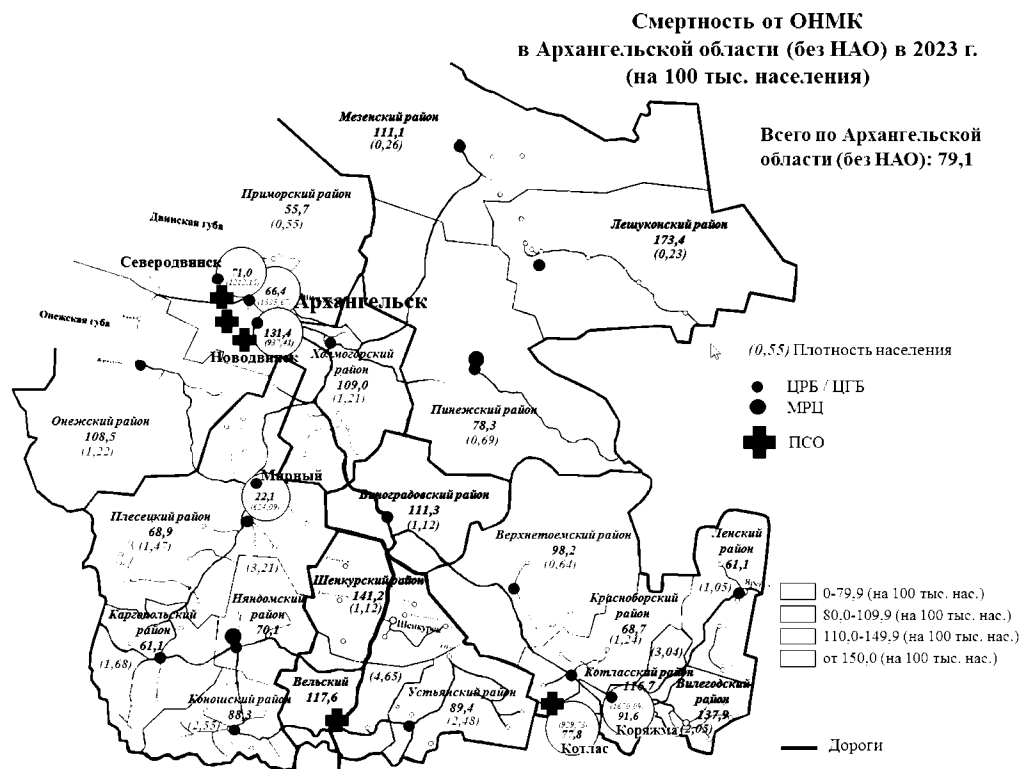 Смертность от ОНМК
в Архангельской области (без НАО) в 2023 г.
(на 100 тыс. населения)
Всего по Архангельской
области (без НАО): 79,1
Мезенский район
111,1
(0,26)
Приморский район
55,7
(0,55)
Двинская губа
Лешуконский район
173,4
(0,23)
Северодвинск
71,0
66,4
Архангельск
Онежская губа
131,4
Новодвинск
Холмогорский
район
109,0
(1,21)
(0,55) Плотность населения
ЦРБ / ЦГБ
МРЦ
ПСО
Пинежский район
78,3
(0,69)
Онежский район
108,5
(1,22)
Мирный
22,1
Виноградовский район
111,3
(1,12)
Плесецкий район
68,9
(1,47)
Верхнетоемский район
98,2
(0,64)
Ленский
район
61,1
(1,05)
(3,21)
Няндомский
район
70,1
Шенкурский район
141,2
(1,12)
Шенкурск
Каргопольский
район
61,1
(1,68)
Красноборский
район
68,7
(1,24)
(3,04)
0-79,9 (на 100 тыс. нас.)
80,0-109,9 (на 100 тыс. нас.)
110,0-149,9 (на 100 тыс. нас.)
от 150,0 (на 100 тыс. нас.)
Вельский
117,6
(4,65)
Устьянский район
89,4
(2,48)
Котласский район
116,7
Вилегодский
район
137,9
(2,05)
Коношский район
88,3
91,6
Коряжма
77,8
Котлас
Дороги